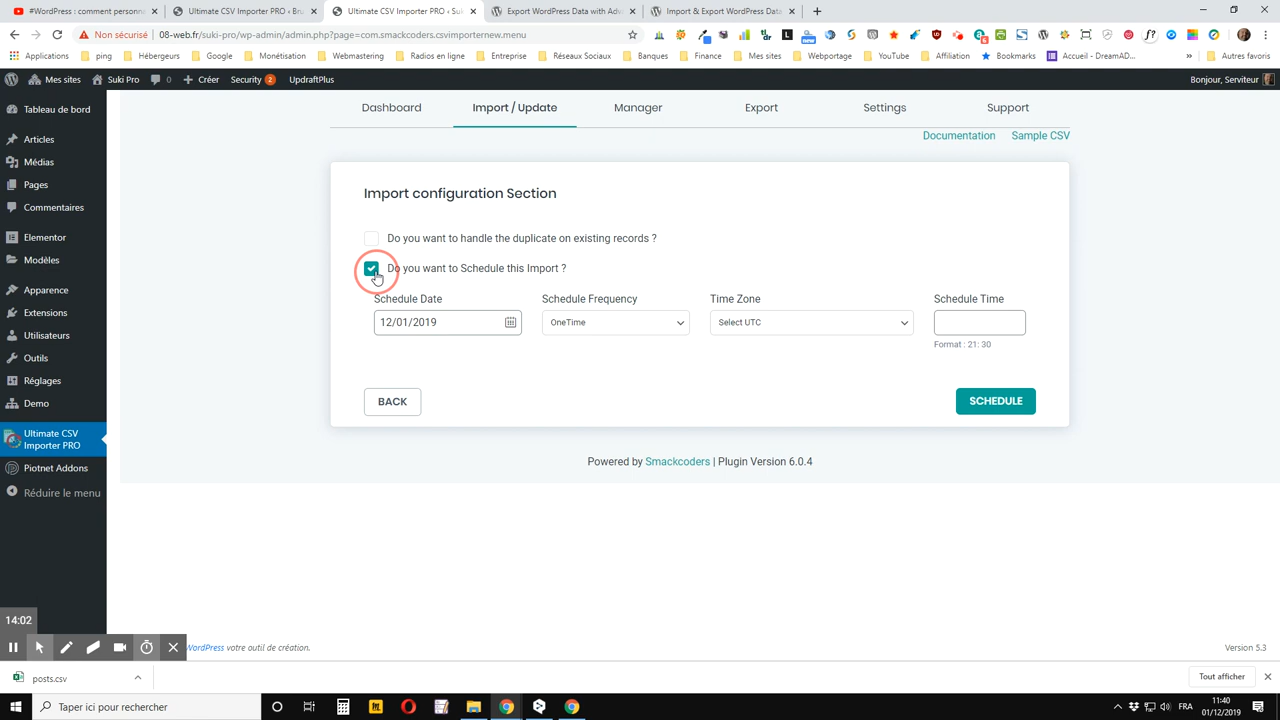 #WordPress : comment personna
Ultimate CSV Importer PRO ‹ Bru
Ultimate CSV Importer PRO ‹ Suk
Export WordPress Data with Adv
Import & Export WordPress Data
Non sécurisé
08-web.fr/suki-pro/wp-admin/admin.php?page=com.smackcoders.csvimporternew.menu
Applications
ping
Hébergeurs
Google
Monétisation
Webmastering
Radios en ligne
Entreprise
Réseaux Sociaux
Banques
Finance
Mes sites
Webportage
YouTube
Affiliation
Bookmarks
Accueil - DreamAD...
»
Autres favoris
Mes sites
Suki Pro
0
Créer
Security 2
UpdraftPlus
Bonjour, Serviteur
Tableau de bord
Articles
Médias
Pages
Commentaires
Elementor
Modèles
Apparence
Extensions
Utilisateurs
Outils
Réglages
Demo
Ultimate CSV
Importer PRO
Piotnet Addons
Réduire le menu
Dashboard
Import / Update
Manager
Export
Settings
Support
Documentation
Sample CSV
Import configuration Section
Do you want to handle the duplicate on existing records ?
Do you want to Schedule this Import ?
Schedule Date
Schedule Frequency
Time Zone
Schedule Time
12/01/2019
OneTime
Select UTC
Format : 21: 30
BACK
SCHEDULE
Powered by Smackcoders | Plugin Version 6.0.4
14:02
WordPress votre outil de création.
Version 5.3
posts.csv
Tout afficher
Taper ici pour rechercher
FRA
11:40
01/12/2019